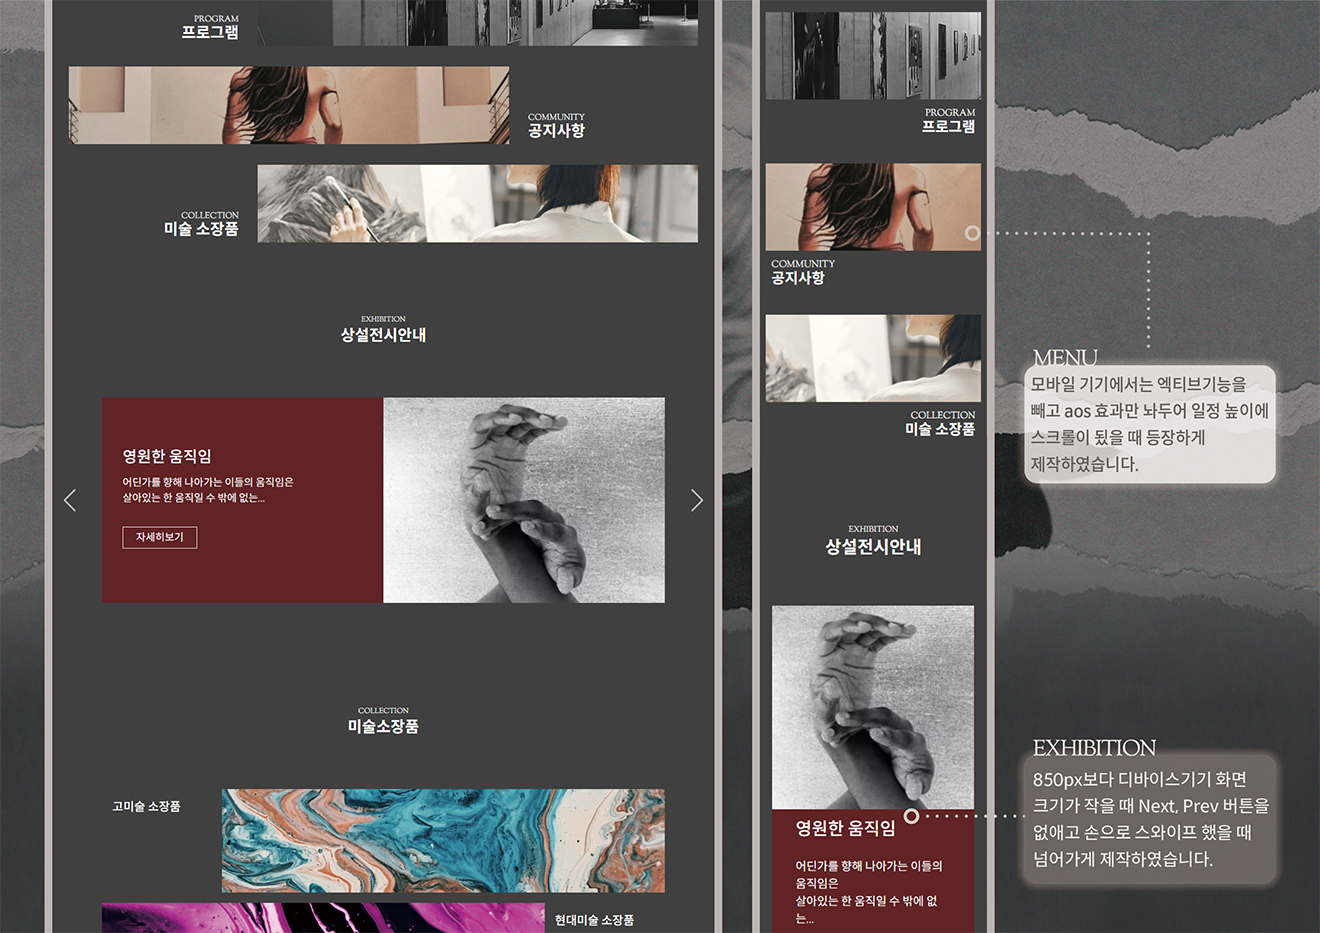 PROGRAM
프로그램
COMMUNITY
공지사항
COLLECTION
미술 소장품
EXHIBITION
상설전시안내
영원한 움직임
어딘가를 향해 나아가는 이들의 움직임은
살아있는 한 움직일 수 밖에 없는...
자세히보기
COLLECTION
미술소장품
고미술 소장품
현대미술 소장품
PROGRAM
프로그램
COMMUNITY
공지사항
COLLECTION
미술 소장품
EXHIBITION
상설전시안내
영원한 움직임
어딘가를 향해 나아가는 이들의
움직임은
살아있는 한 움직일 수 밖에 없
는...
MENU
모바일 기기에서는 엑티브기능을
빼고 aos 효과만 놔두어 일정 높이에
스크롤이 됬을 때 등장하게
제작하였습니다.
EXHIBITION
850px보다 디바이스기기 화면
크기가 작을 때 Next, Prev 버튼을
없애고 손으로 스와이프 했을 때
넘어가게 제작하였습니다.